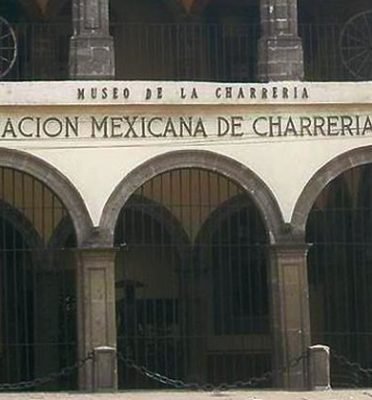 MUSEO DE LA CHARRERIA
ACION MEXICANA DE CHARRERIA